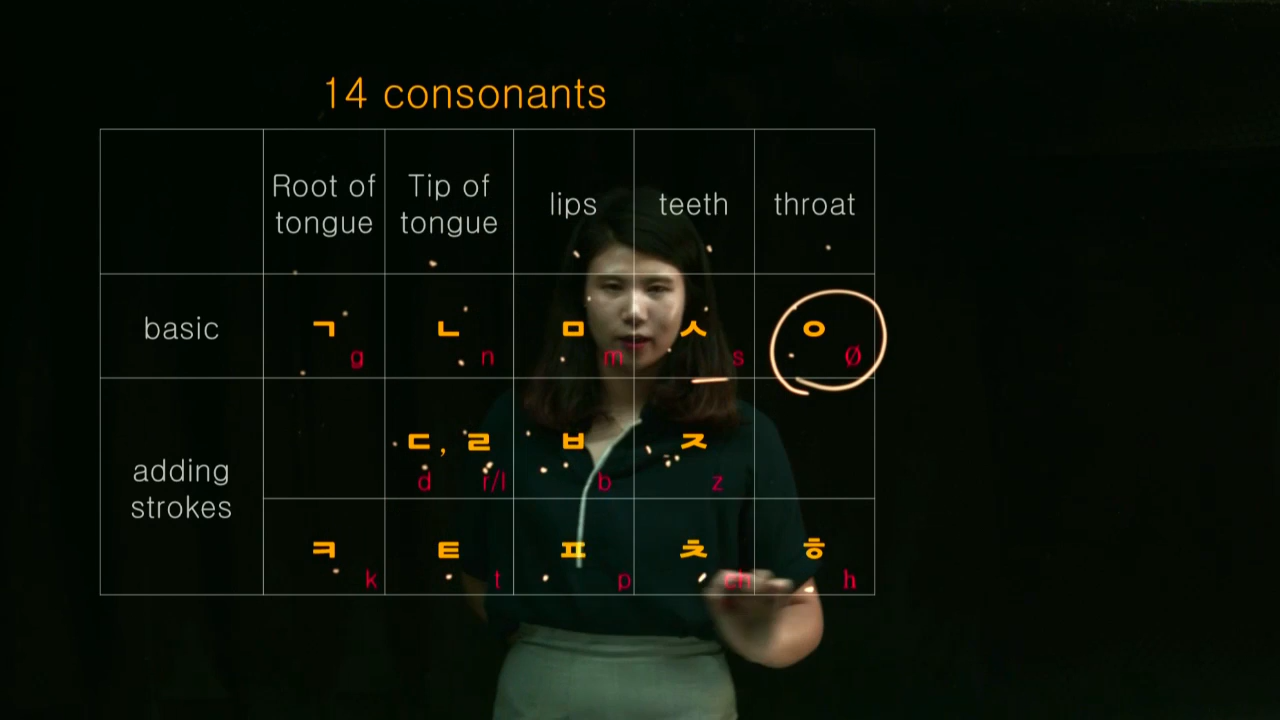 14 consonants
Root of tongue Tip of tongue lips teeth throat
basic ㄱ g ㄴ n ㅁ m ㅅ s ㅇ Ø
adding strokes ㄷ, ㄹ d r/l ㅂ b ㅈ z
ㅋ k ㅌ t ㅍ p ㅊ ch ㅎ h